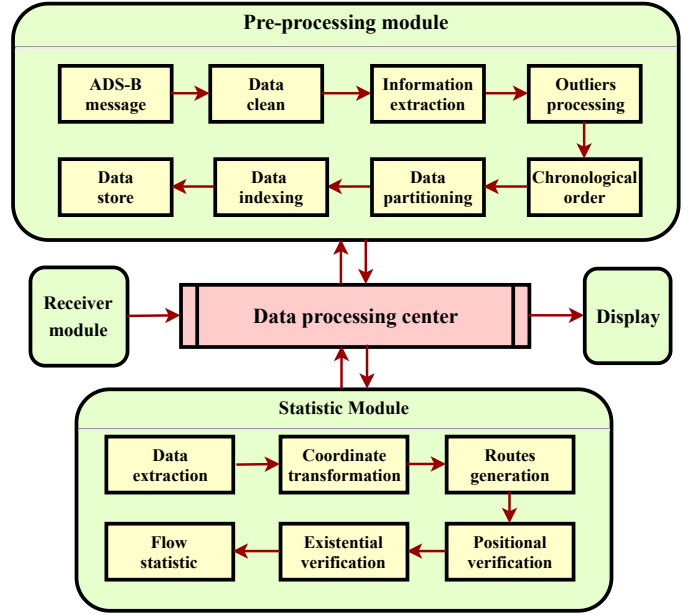 Pre-processing module
ADS-B
message
Data
clean
Information
extraction
Outliers
processing
Data
store
Data
indexing
Data
partitioning
Chronological
order
Receiver
module
Data processing center
Display
Statistic Module
Data
extraction
Coordinate
transformation
Routes
generation
Flow
statistic
Existential
verification
Positional
verification